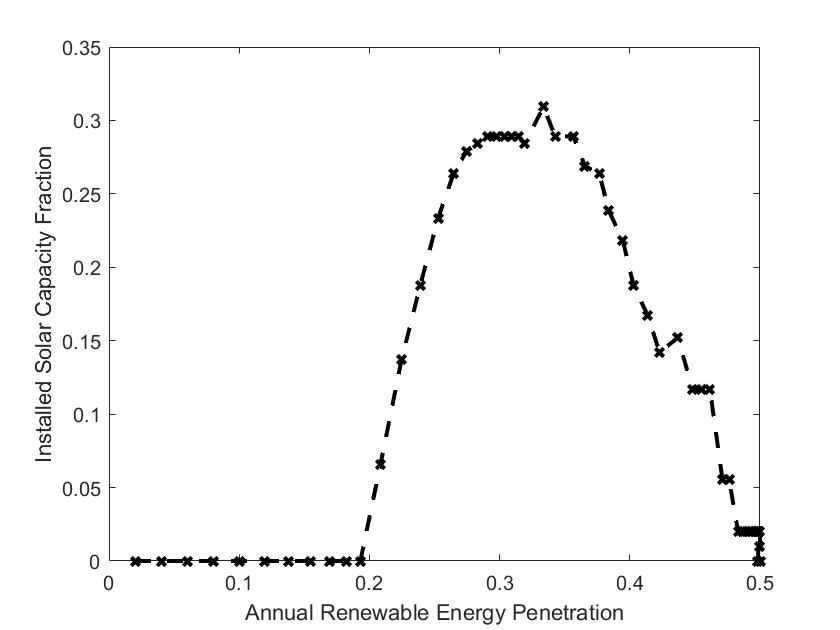 0.35
0.3
0.25
0.2
0.15
0.1
0.05
0
0 0.1 0.2 0.3 0.4 0.5
Installed Solar Capacity Fraction
Annual Renewable Energy Penetration